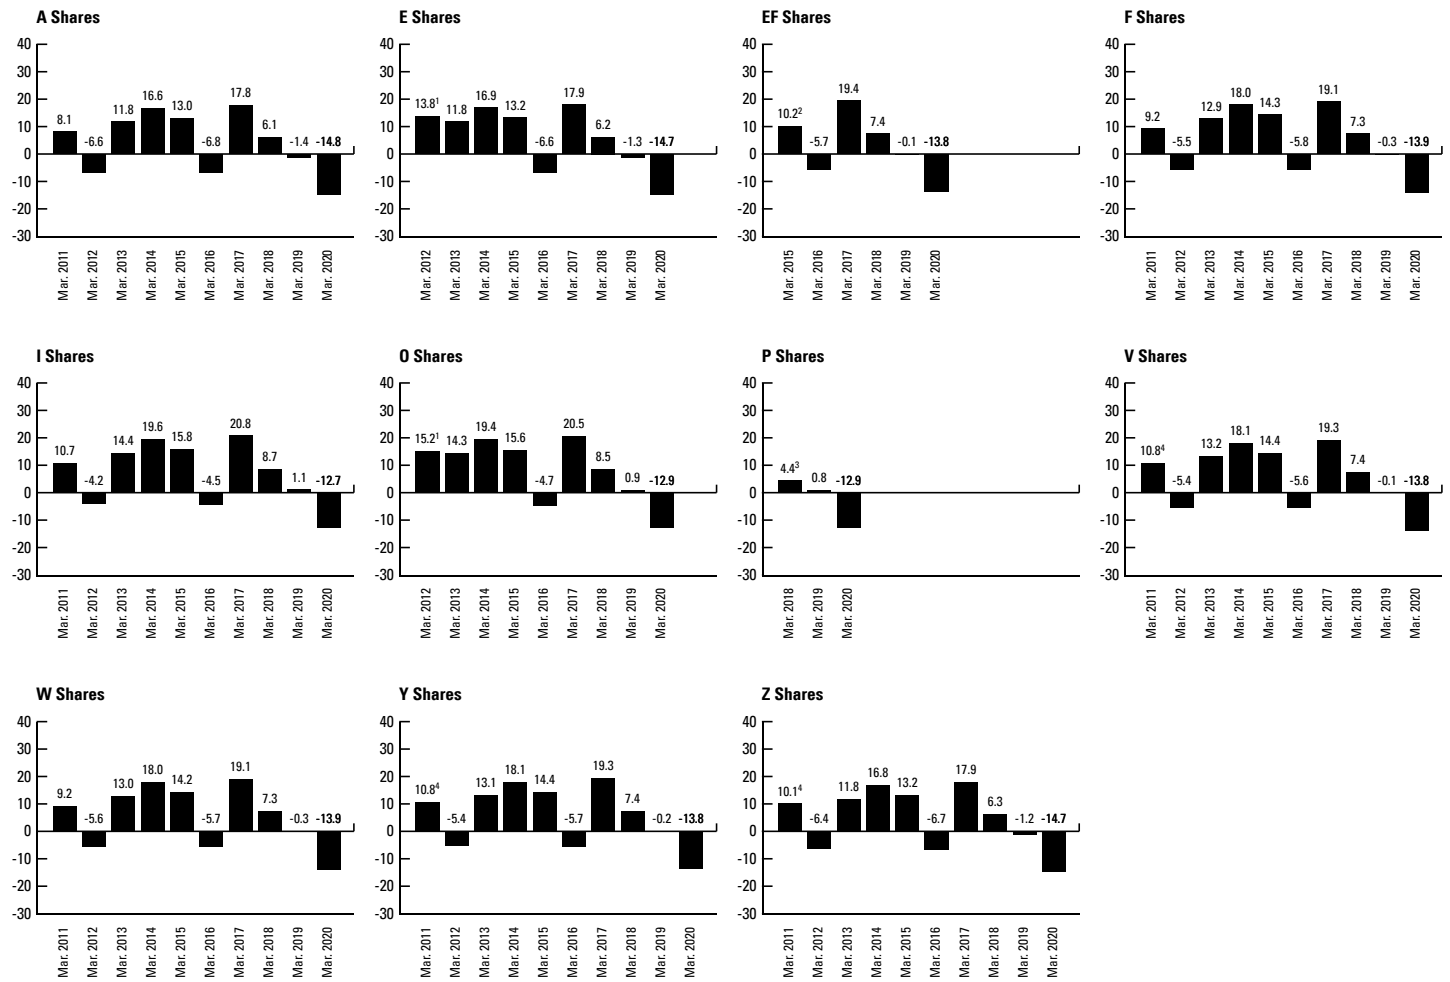 A Shares
40
30
20
10
0
-10
-20
-30
8.1
-6.6
11.8
16.6
13.0
-6.8
17.8
6.1
-1.4
-14.8
Mar. 2011
Mar. 2012
Mar. 2013
Mar. 2014
Mar. 2015
Mar. 2016
Mar. 2017
Mar. 2018
Mar. 2019
Mar. 2020
E Shares
40
30
20
10
0
-10
-20
-30
13.8¹
11.8
16.9
13.2
-6.6
17.9
6.2
-1.3
-14.7
Mar. 2012
Mar. 2013
Mar. 2014
Mar. 2015
Mar. 2016
Mar. 2017
Mar. 2018
Mar. 2019
Mar. 2020
EF Shares
40
30
20
10
0
-10
-20
-30
10.2²
-5.7
19.4
7.4
-0.1
-13.8
Mar. 2015
Mar. 2016
Mar. 2017
Mar. 2018
Mar. 2019
Mar. 2020
F Shares
40
30
20
10
0
-10
-20
-30
9.2
-5.5
12.9
18.0
14.3
-5.8
19.1
7.3
-0.3
-13.9
Mar. 2011
Mar. 2012
Mar. 2013
Mar. 2014
Mar. 2015
Mar. 2016
Mar. 2017
Mar. 2018
Mar. 2019
Mar. 2020
I Shares
40
30
20
10
0
-10
-20
-30
10.7
-4.2
14.4
19.6
15.8
-4.5
20.8
8.7
1.1
-12.7
Mar. 2011
Mar. 2012
Mar. 2013
Mar. 2014
Mar. 2015
Mar. 2016
Mar. 2017
Mar. 2018
Mar. 2019
Mar. 2020
O Shares
40
30
20
10
0
-10
-20
-30
15.2¹
14.3
19.4
15.6
-4.7
20.5
8.5
0.9
-12.9
Mar. 2012
Mar. 2013
Mar. 2014
Mar. 2015
Mar. 2016
Mar. 2017
Mar. 2018
Mar. 2019
Mar. 2020
P Shares
40
30
20
10
0
-10
-20
-30
4.4³
0.8
-12.9
Mar. 2018
Mar. 2019
Mar. 2020
V Shares
40
30
20
10
0
-10
-20
-30
10.8⁴
-5.4
13.2
18.1
14.4
-5.6
19.3
7.4
-0.1
-13.8
Mar. 2011
Mar. 2012
Mar. 2013
Mar. 2014
Mar. 2015
Mar. 2016
Mar. 2017
Mar. 2018
Mar. 2019
Mar. 2020
W Shares
40
30
20
10
0
-10
-20
-30
9.2
-5.6
13.0
18.0
14.2
-5.7
19.1
7.3
-0.3
-13.9
Mar. 2011
Mar. 2012
Mar. 2013
Mar. 2014
Mar. 2015
Mar. 2016
Mar. 2017
Mar. 2018
Mar. 2019
Mar. 2020
Y Shares
40
30
20
10
0
-10
-20
-30
10.8⁴
-5.4
13.1
18.1
14.4
-5.7
19.3
7.4
-0.2
-13.8
Mar. 2011
Mar. 2012
Mar. 2013
Mar. 2014
Mar. 2015
Mar. 2016
Mar. 2017
Mar. 2018
Mar. 2019
Mar. 2020
Z Shares
40
30
20
10
0
-10
-20
-30
10.1⁴
-6.4
11.8
16.8
13.2
-6.7
17.9
6.3
-1.2
-14.7
Mar. 2011
Mar. 2012
Mar. 2013
Mar. 2014
Mar. 2015
Mar. 2016
Mar. 2017
Mar. 2018
Mar. 2019
Mar. 2020